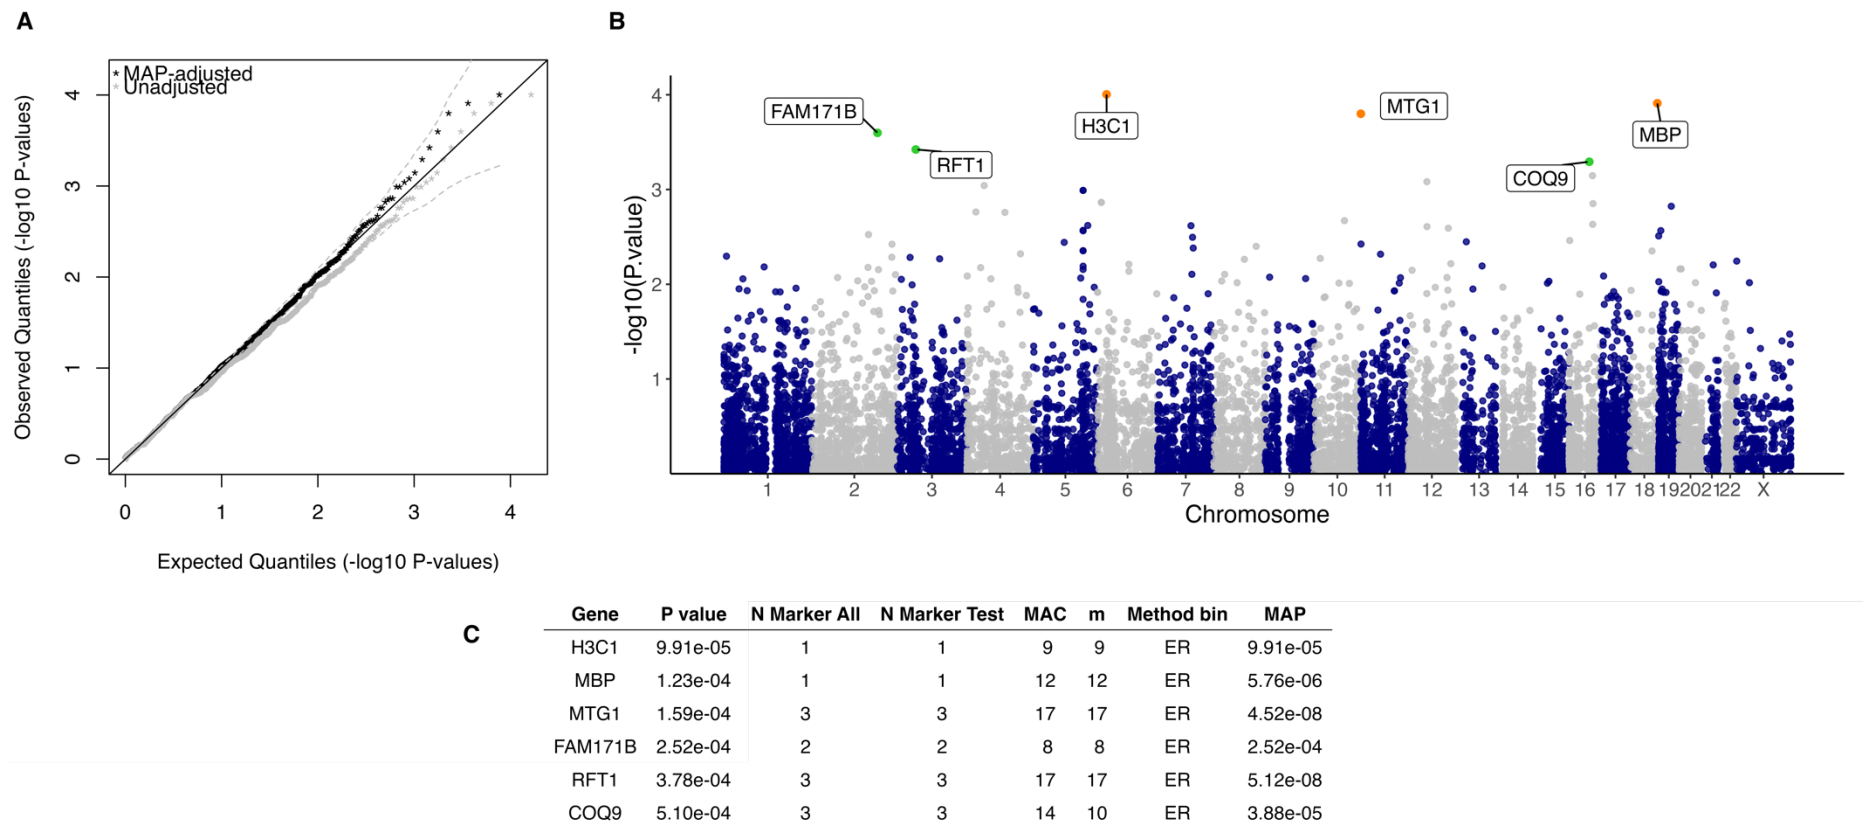 A
MAP-adjusted
Unadjusted
Observed Quantiles (-log10 P-values)
4
3
2
1
0
0 1 2 3 4
Expected Quantiles (-log10 P-values)
B
-log10(P.value)
4
3
2
1
FAM171B
RFT1
H3C1
MTG1
MBP
COQ9
1 2 3 4 5 6 7 8 9 10 11 12 13 14 15 16 17 18 19 20 21 22 X
Chromosome
C
Gene P value N Marker All N Marker Test MAC m Method bin MAP
H3C1 9.91e-05 1 1 9 9 ER 9.91e-05
MBP 1.23e-04 1 1 12 12 ER 5.76e-06
MTG1 1.59e-04 3 3 17 17 ER 4.52e-08
FAM171B 2.52e-04 2 2 8 8 ER 2.52e-04
RFT1 3.78e-04 3 3 17 17 ER 5.12e-08
COQ9 5.10e-04 3 3 14 10 ER 3.88e-05